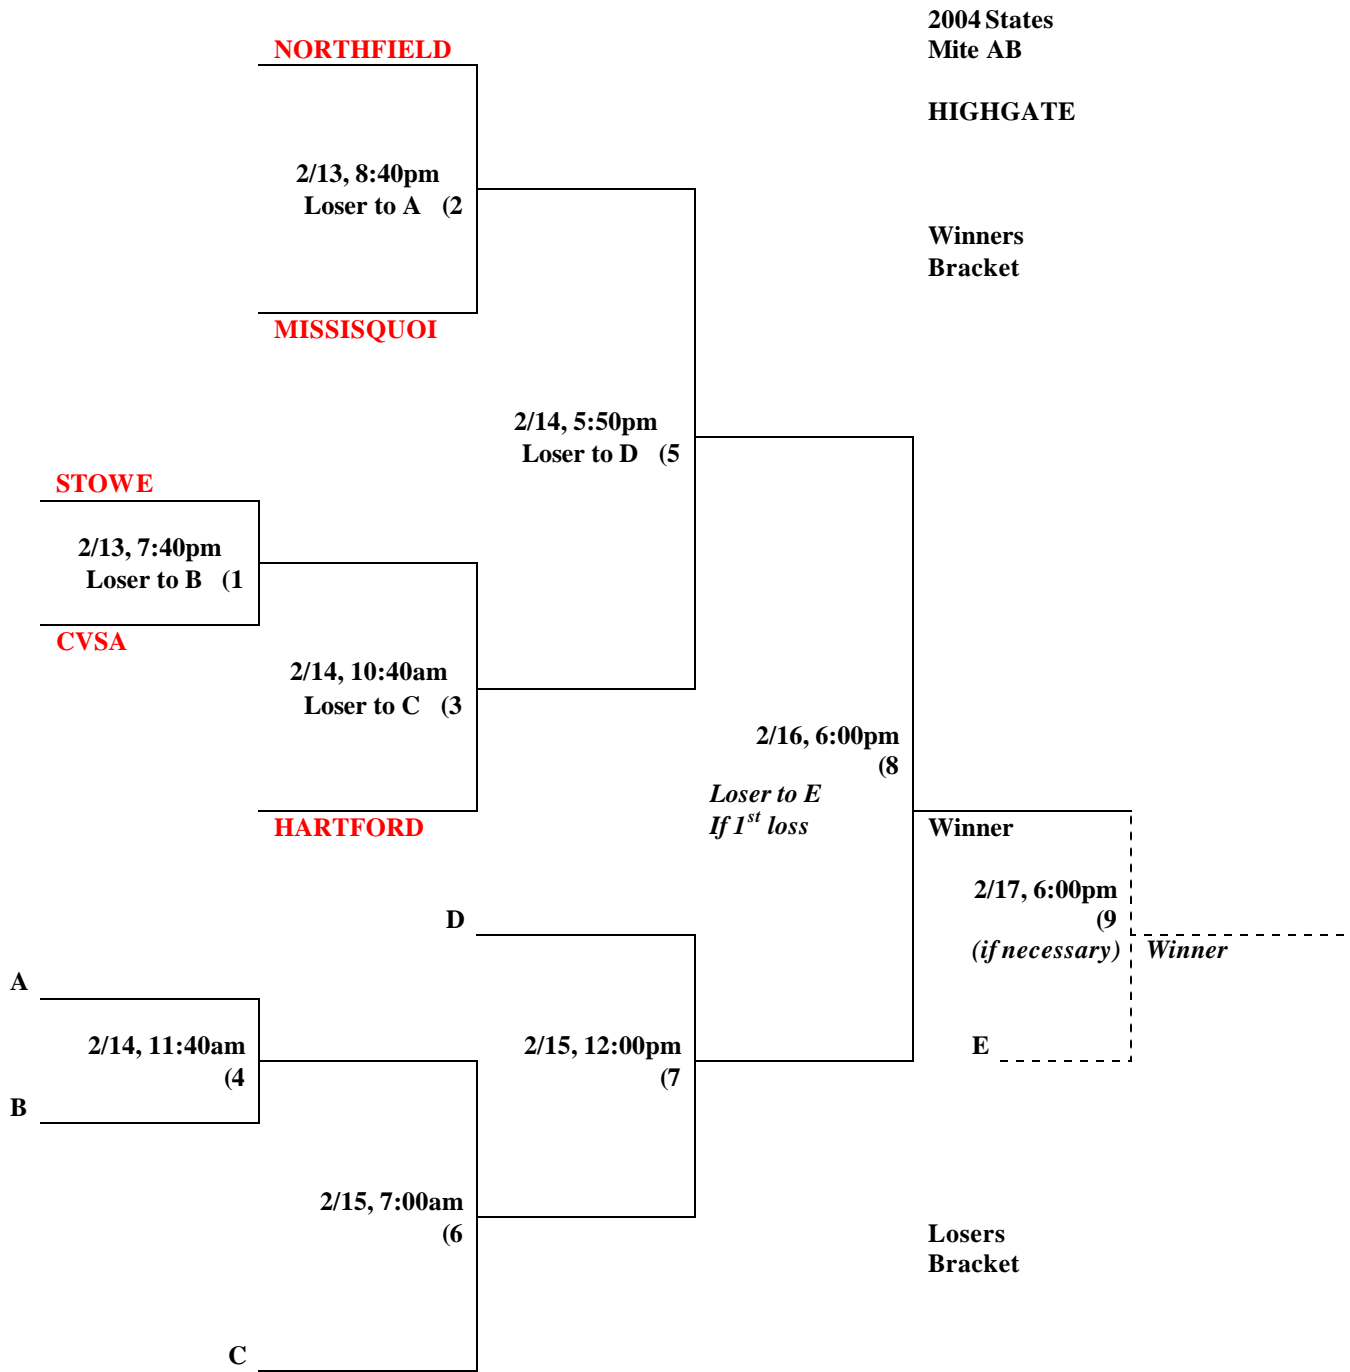 2004 States
Mite AB
HIGHGATE
Winners
Bracket
NORTHFIELD
2/13, 8:40pm
Loser to A (2
MISSISQUOI
2/14, 5:50pm
Loser to D (5
STOWE
2/13, 7:40pm
Loser to B (1
CVSA
2/14, 10:40am
Loser to C (3
HARTFORD
2/16, 6:00pm
(8
Loser to E
If 1st loss
Winner
2/17, 6:00pm
(9
(if necessary)
Winner
E
D
A
2/14, 11:40am
(4
B
2/15, 12:00pm
(7
2/15, 7:00am
(6
C
Losers
Bracket